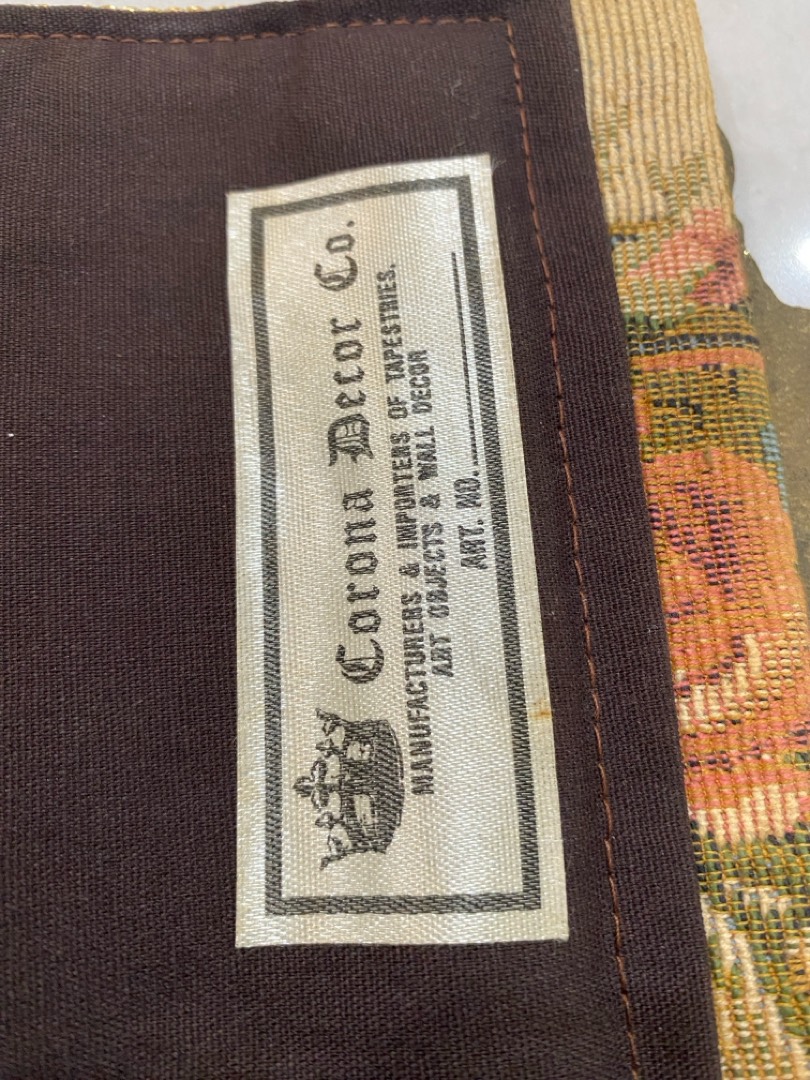 Corona Decor Co.
MANUFACTURERS & IMPORTERS OF TAPESTRIES.
ART OBJECTS & WALL DECOR
ART. NO.